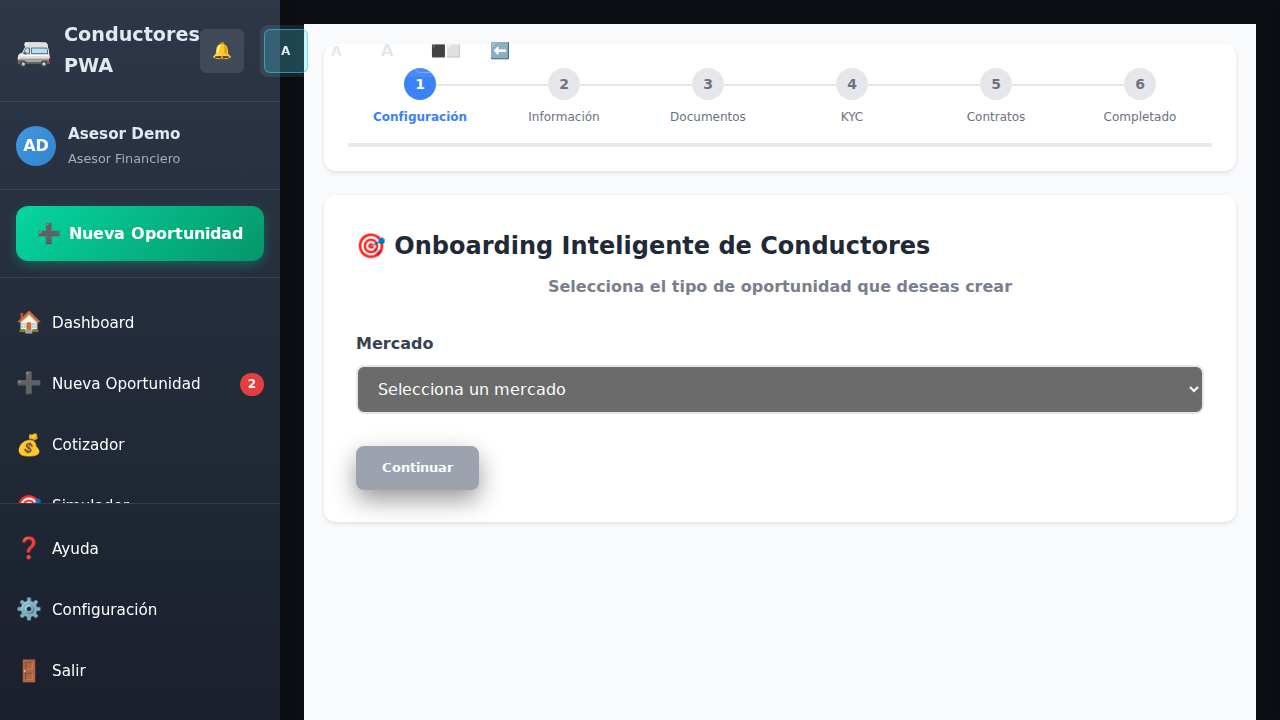 Conductores
PWA
A
A
A
Asesor Demo
AD
Asesor Financiero
Nueva Oportunidad
Dashboard
Nueva Oportunidad
2
Cotizador
Simulador
Ayuda
Configuración
Salir
1
2
3
4
5
6
Configuración
Información
Documentos
KYC
Contratos
Completado
Onboarding Inteligente de Conductores
Selecciona el tipo de oportunidad que deseas crear
Mercado
Selecciona un mercado
Continuar